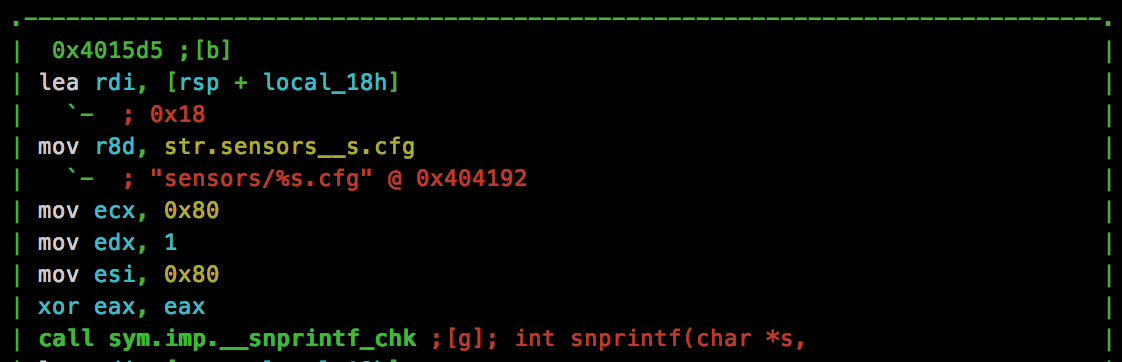 0x4015d5 ;[b]
lea rdi, [rsp + local_18h]
`- ; 0x18
mov r8d, str.sensors__s.cfg
`- ; "sensors/%s.cfg" @ 0x404192
mov ecx, 0x80
mov edx, 1
mov esi, 0x80
xor eax, eax
call sym.imp.__snprintf_chk ;[g]; int snprintf(char *s,